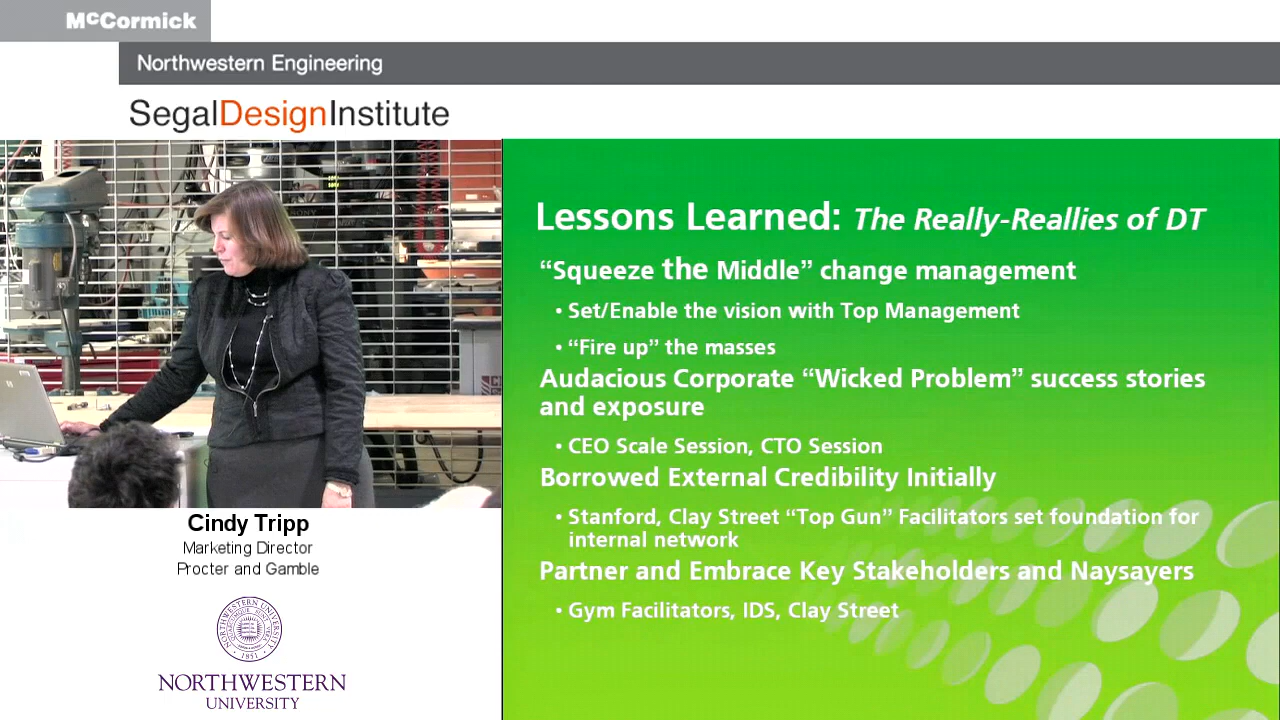 McCormick
Northwestern Engineering
SegalDesignInstitute
Lessons Learned: The Really-Reallies of DT
“Squeeze the Middle” change management
• Set/Enable the vision with Top Management
• “Fire up” the masses
Audacious Corporate “Wicked Problem” success stories
and exposure
• CEO Scale Session, CTO Session
Borrowed External Credibility Initially
• Stanford, Clay Street “Top Gun” Facilitators set foundation for
internal network
Partner and Embrace Key Stakeholders and Naysayers
• Gym Facilitators, IDS, Clay Street
Cindy Tripp
Marketing Director
Procter and Gamble
NORTHWESTERN
UNIVERSITY